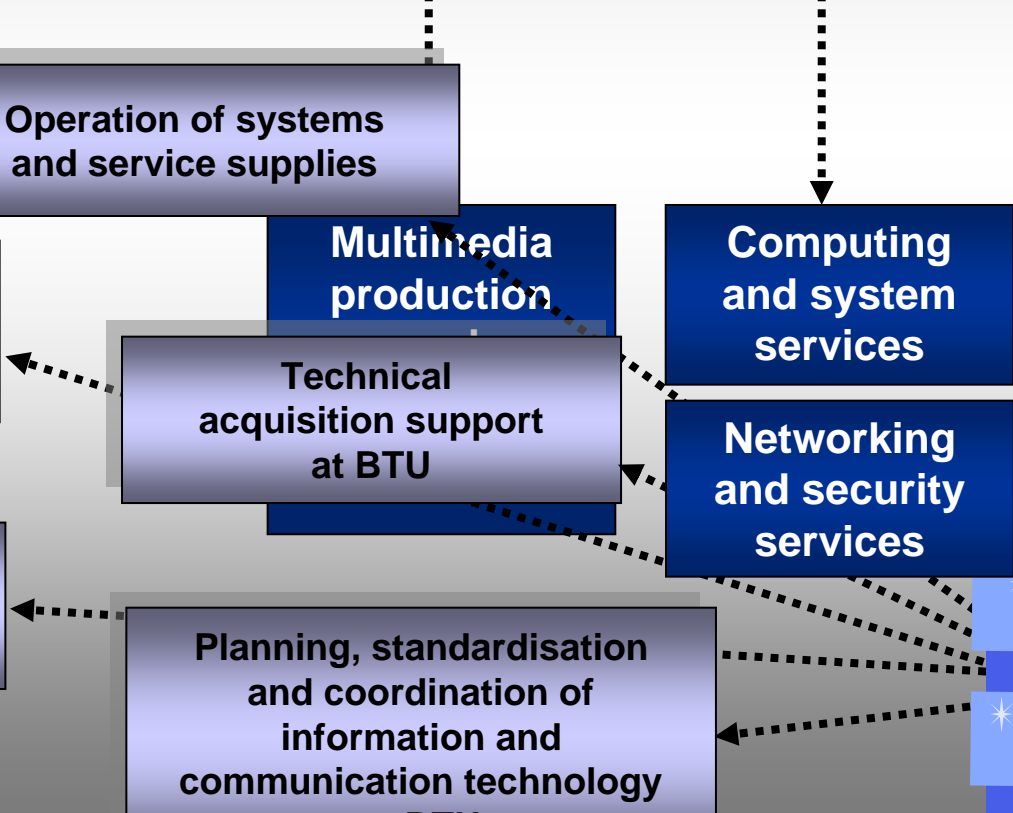 Operation of systems
and service supplies
Multimedia
production
Computing
and system
services
Technical
acquisition support
at BTU
Networking
and security
services
Planning, standardisation
and coordination of
information and
communication technology